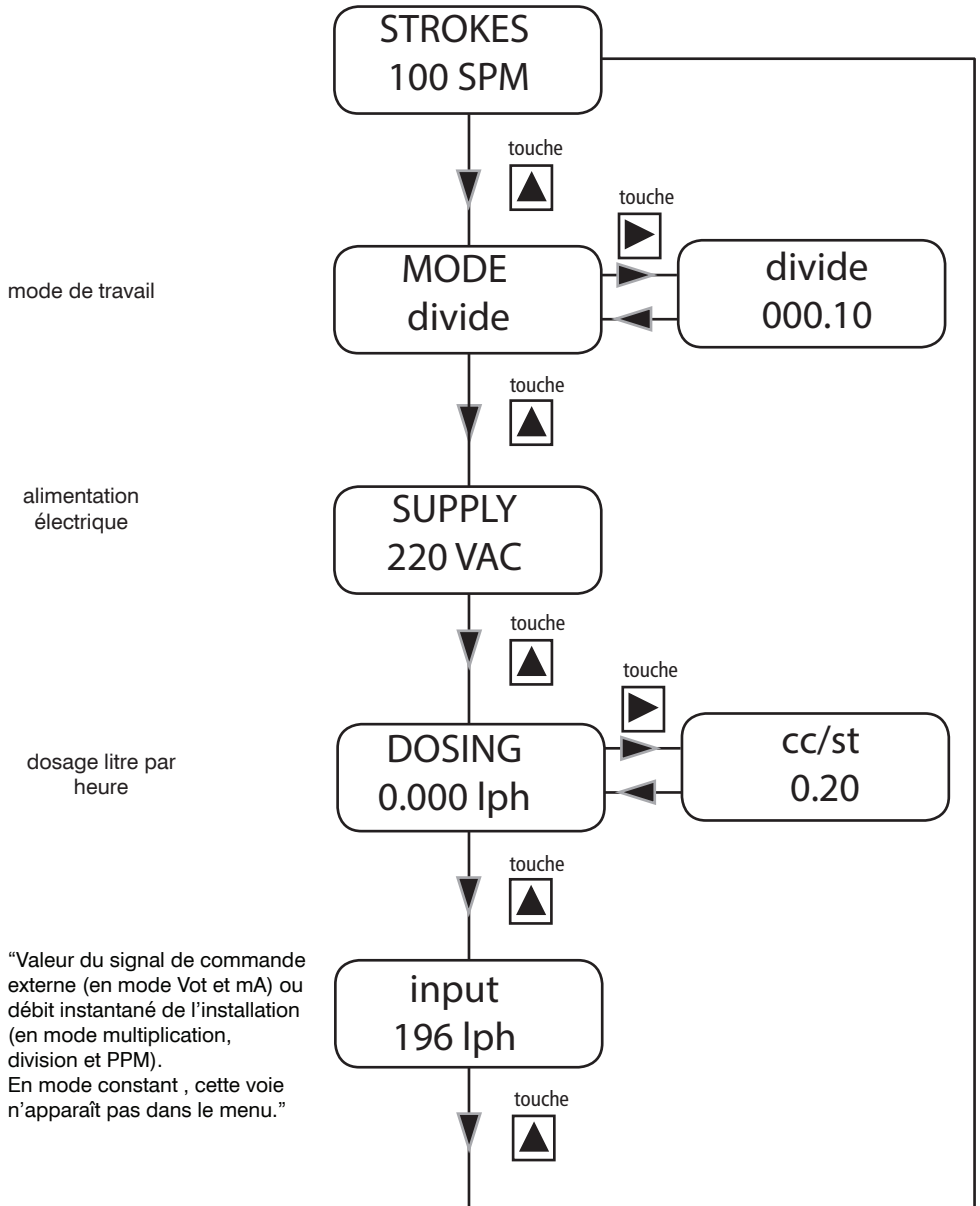 STROKES
100 SPM
touche
touche
mode de travail
MODE
divide
divide
000.10
touche
alimentation
électrique
SUPPLY
220 VAC
touche
touche
dosage litre par
heure
DOSING
0.000 lph
cc/st
0.20
touche
“Valeur du signal de commande
externe (en mode Vot et mA) ou
débit instantané de l’installation
(en mode multiplication,
division et PPM).
En mode constant , cette voie
n’apparaît pas dans le menu.”
input
196 lph
touche